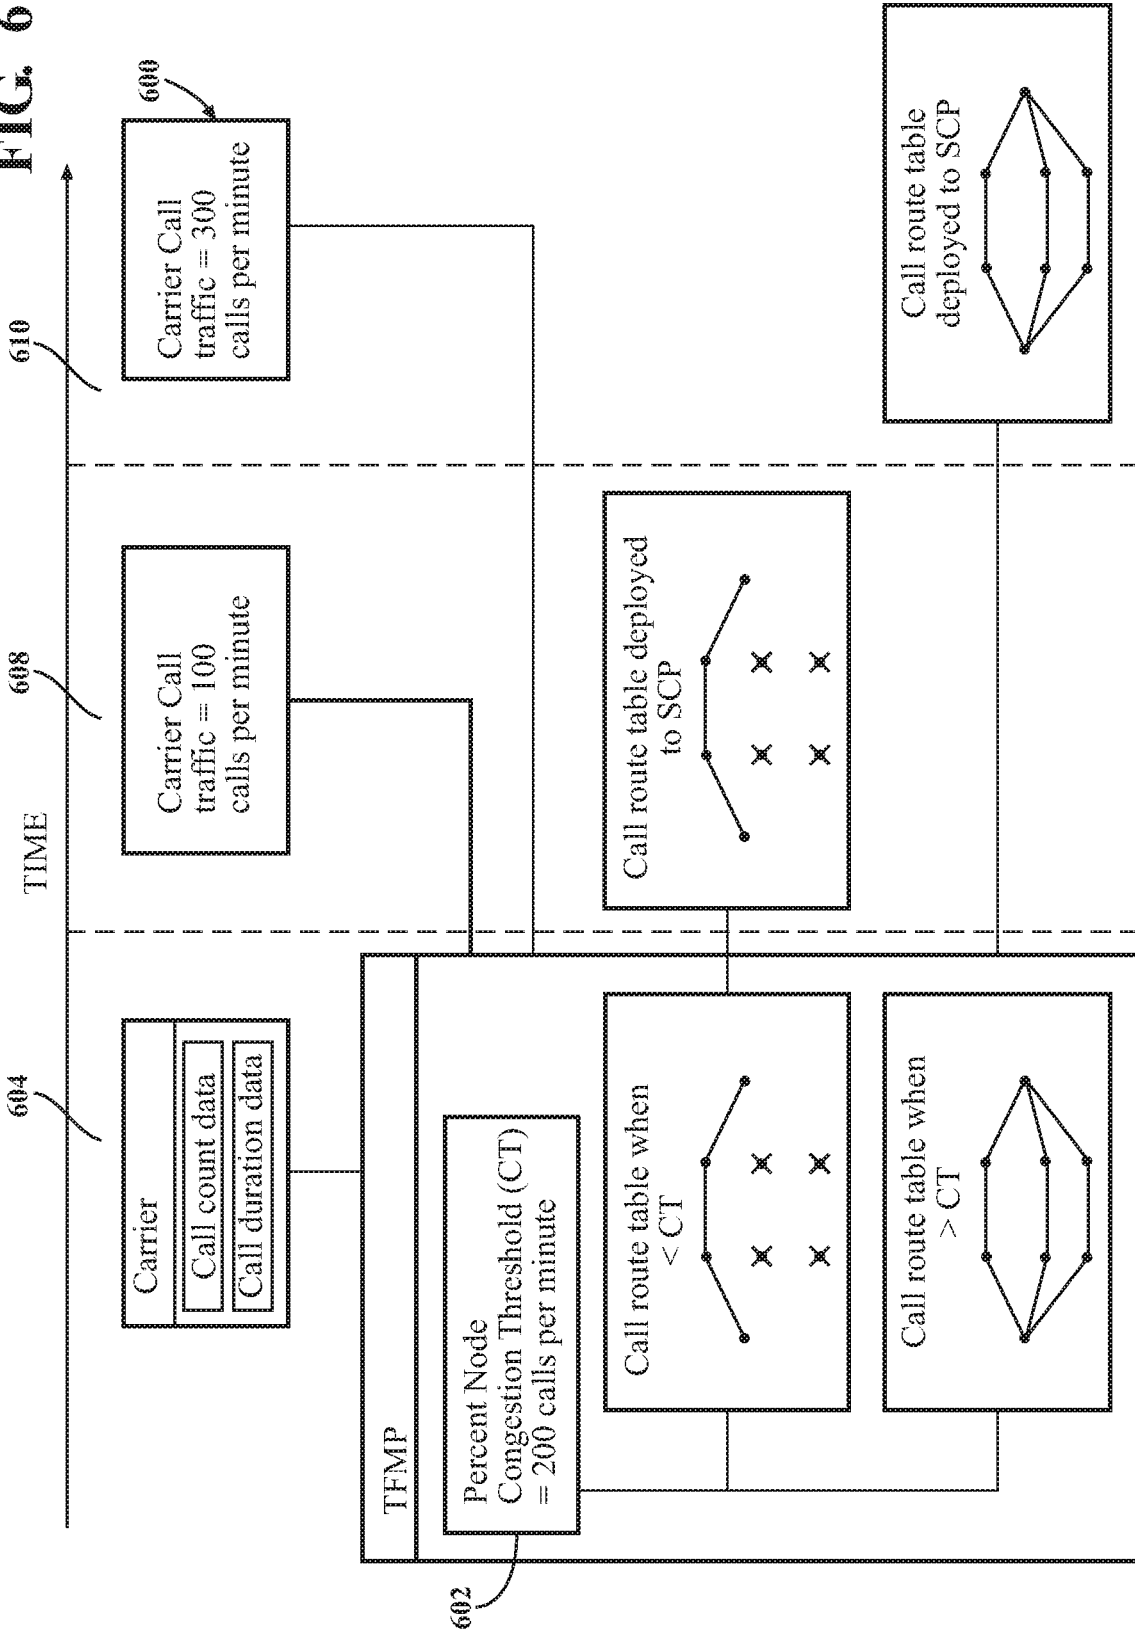 FIG. 6
TIME
604
608
610
600
Carrier
Call count data
Call duration data
Carrier Call
traffic = 100
calls per minute
Carrier Call
traffic = 300
calls per minute
TFMP
602
Percent Node
Congestion Threshold (CT)
= 200 calls per minute
Call route table when
< CT
Call route table deployed
to SCP
Call route table when
> CT
Call route table
deployed to SCP